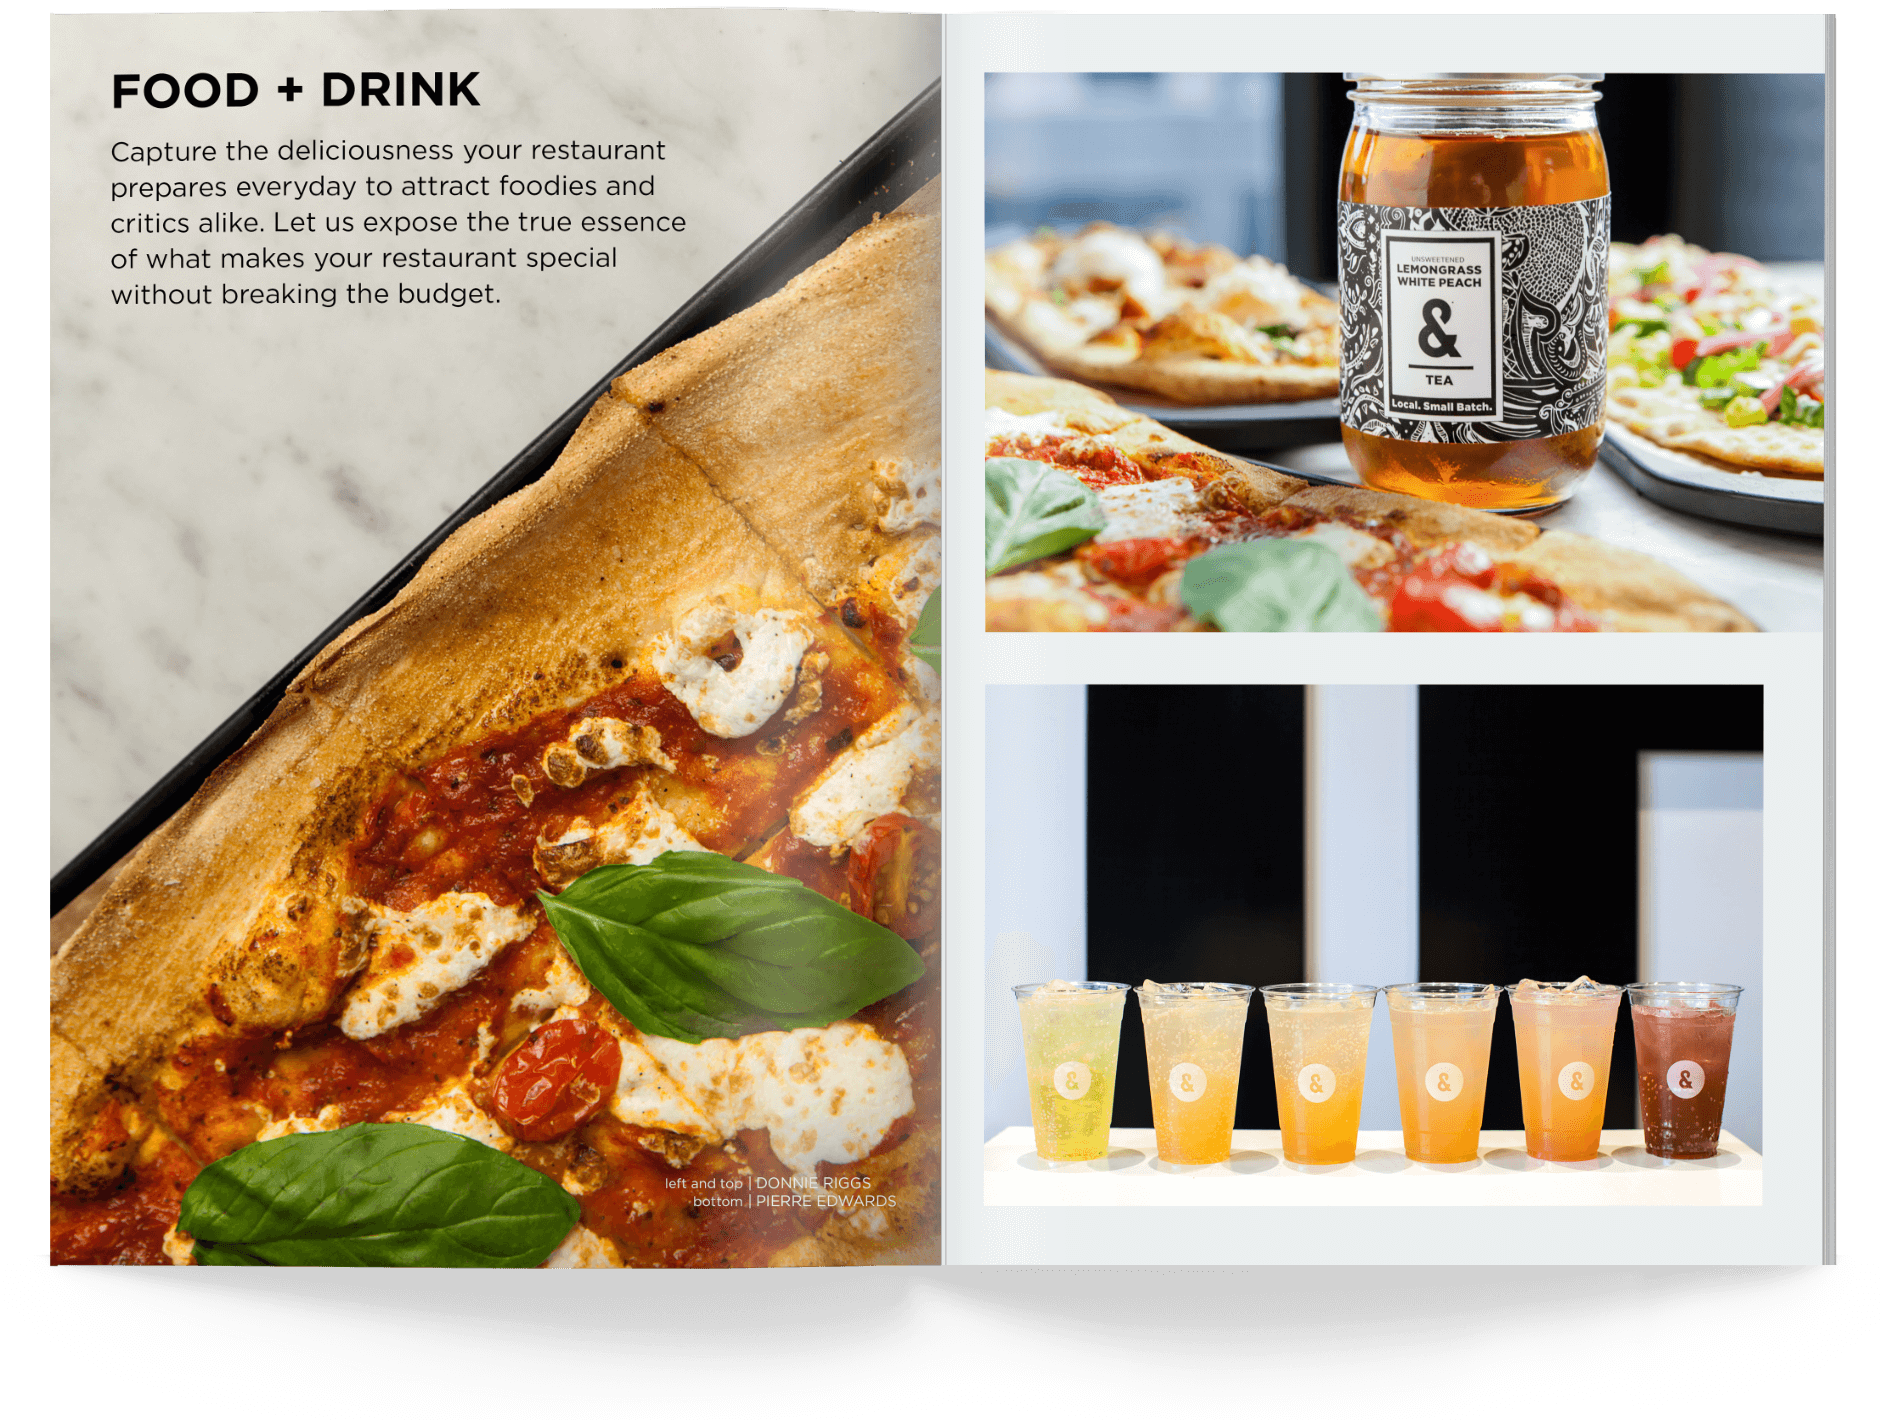 FOOD + DRINK
Capture the deliciousness your restaurant
prepares everyday to attract foodies and
critics alike. Let us expose the true essence
of what makes your restaurant special
without breaking the budget.
left and top | DONNIE RIGGS
bottom | PIERRE EDWARDS
UNSWEETENED
LEMONGRASS
WHITE PEACH
&
TEA
Local. Small Batch.
&
&
&
&
&
&